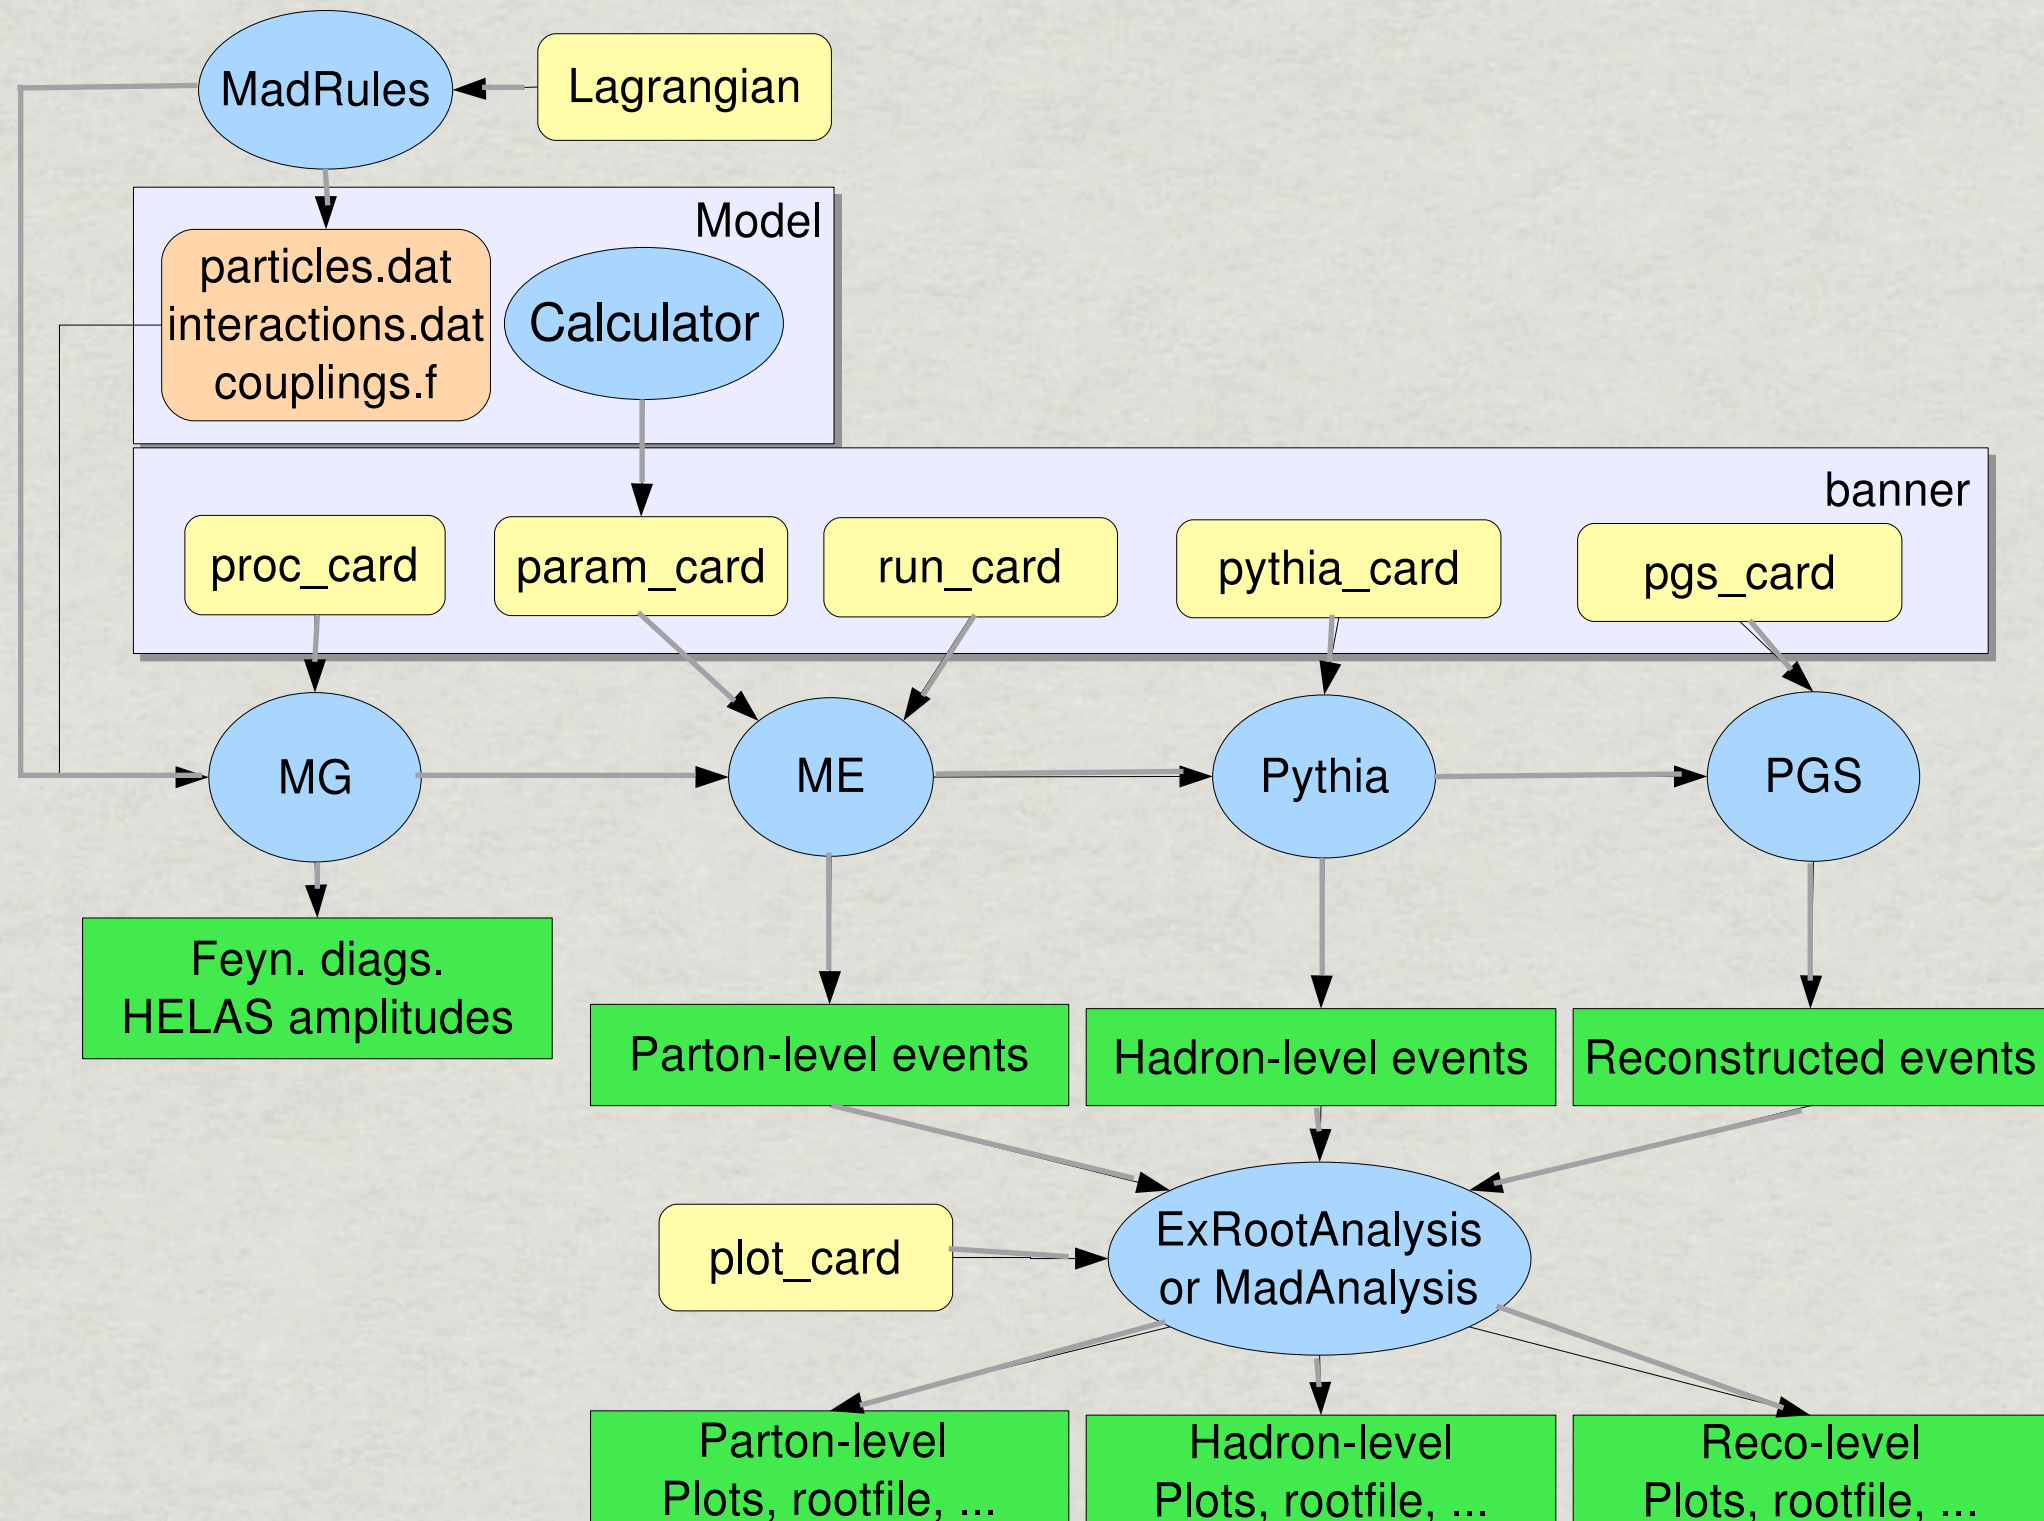 MadRules
Lagrangian
Model
particles.dat
interactions.dat
couplings.f
Calculator
banner
proc_card
param_card
run_card
pythia_card
pgs_card
MG
ME
Pythia
PGS
Feyn. diags.
HELAS amplitudes
Parton-level events
Hadron-level events
Reconstructed events
plot_card
ExRootAnalysis
or MadAnalysis
Parton-level
Plots, rootfile, ...
Hadron-level
Plots, rootfile, ...
Reco-level
Plots, rootfile, ...